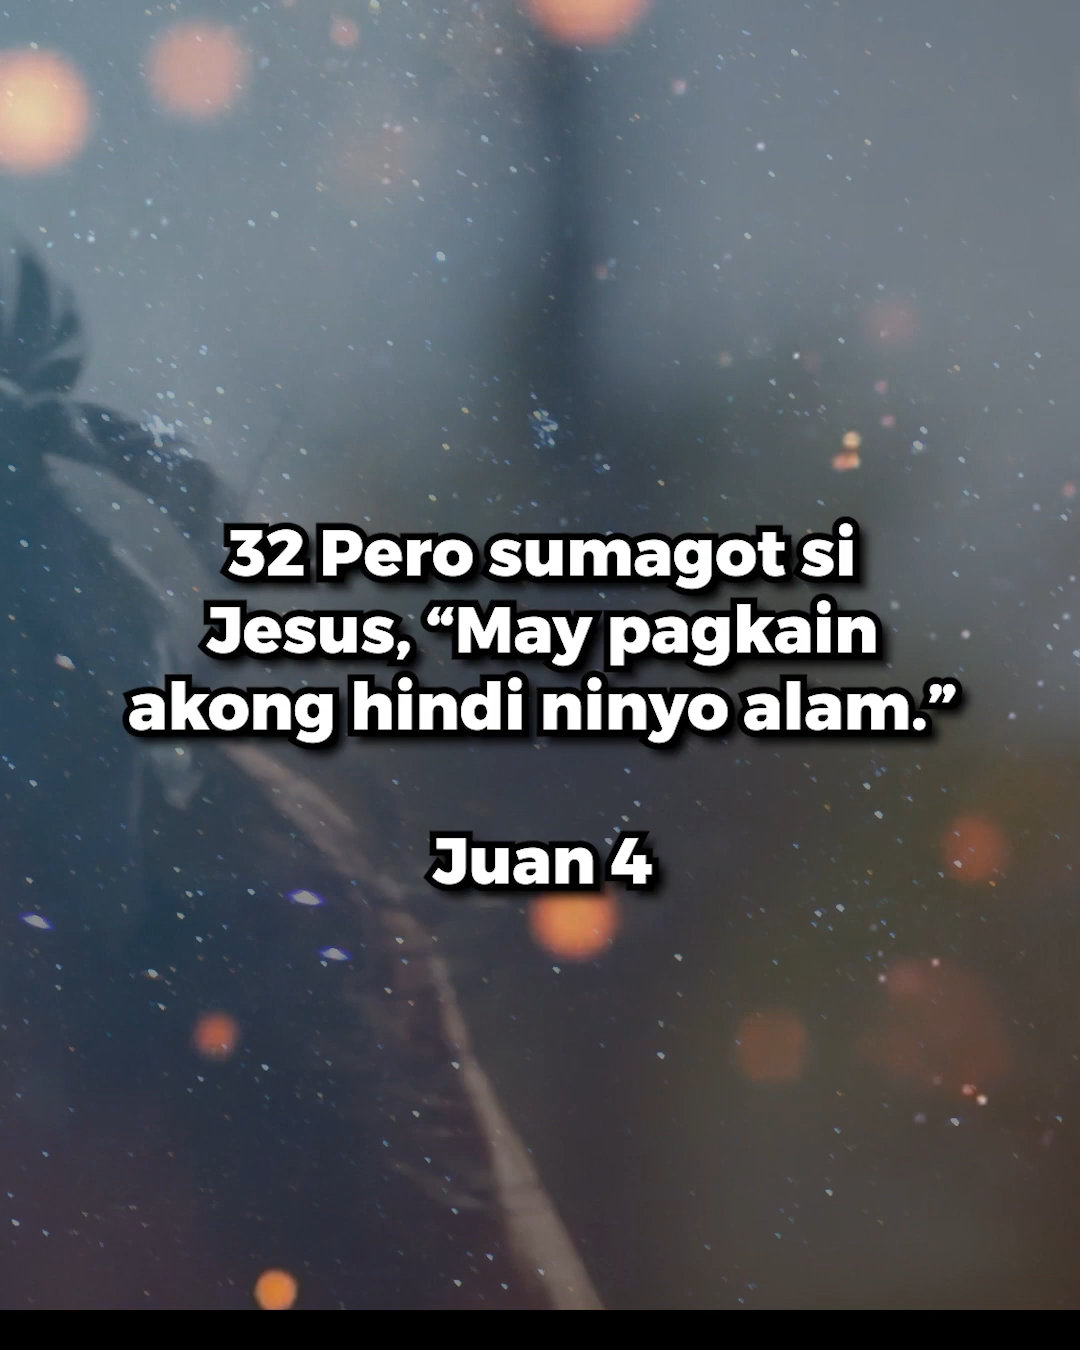 32 Pero sumagot si
Jesus, “May pagkain
akong hindi ninyo alam.”
Juan 4